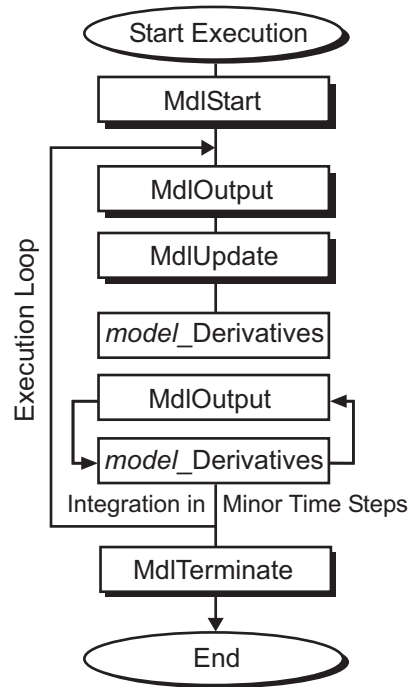 Start Execution
MdlStart
MdlOutput
MdlUpdate
model_Derivatives
MdlOutput
model_Derivatives
Integration in Minor Time Steps
Execution Loop
MdlTerminate
End